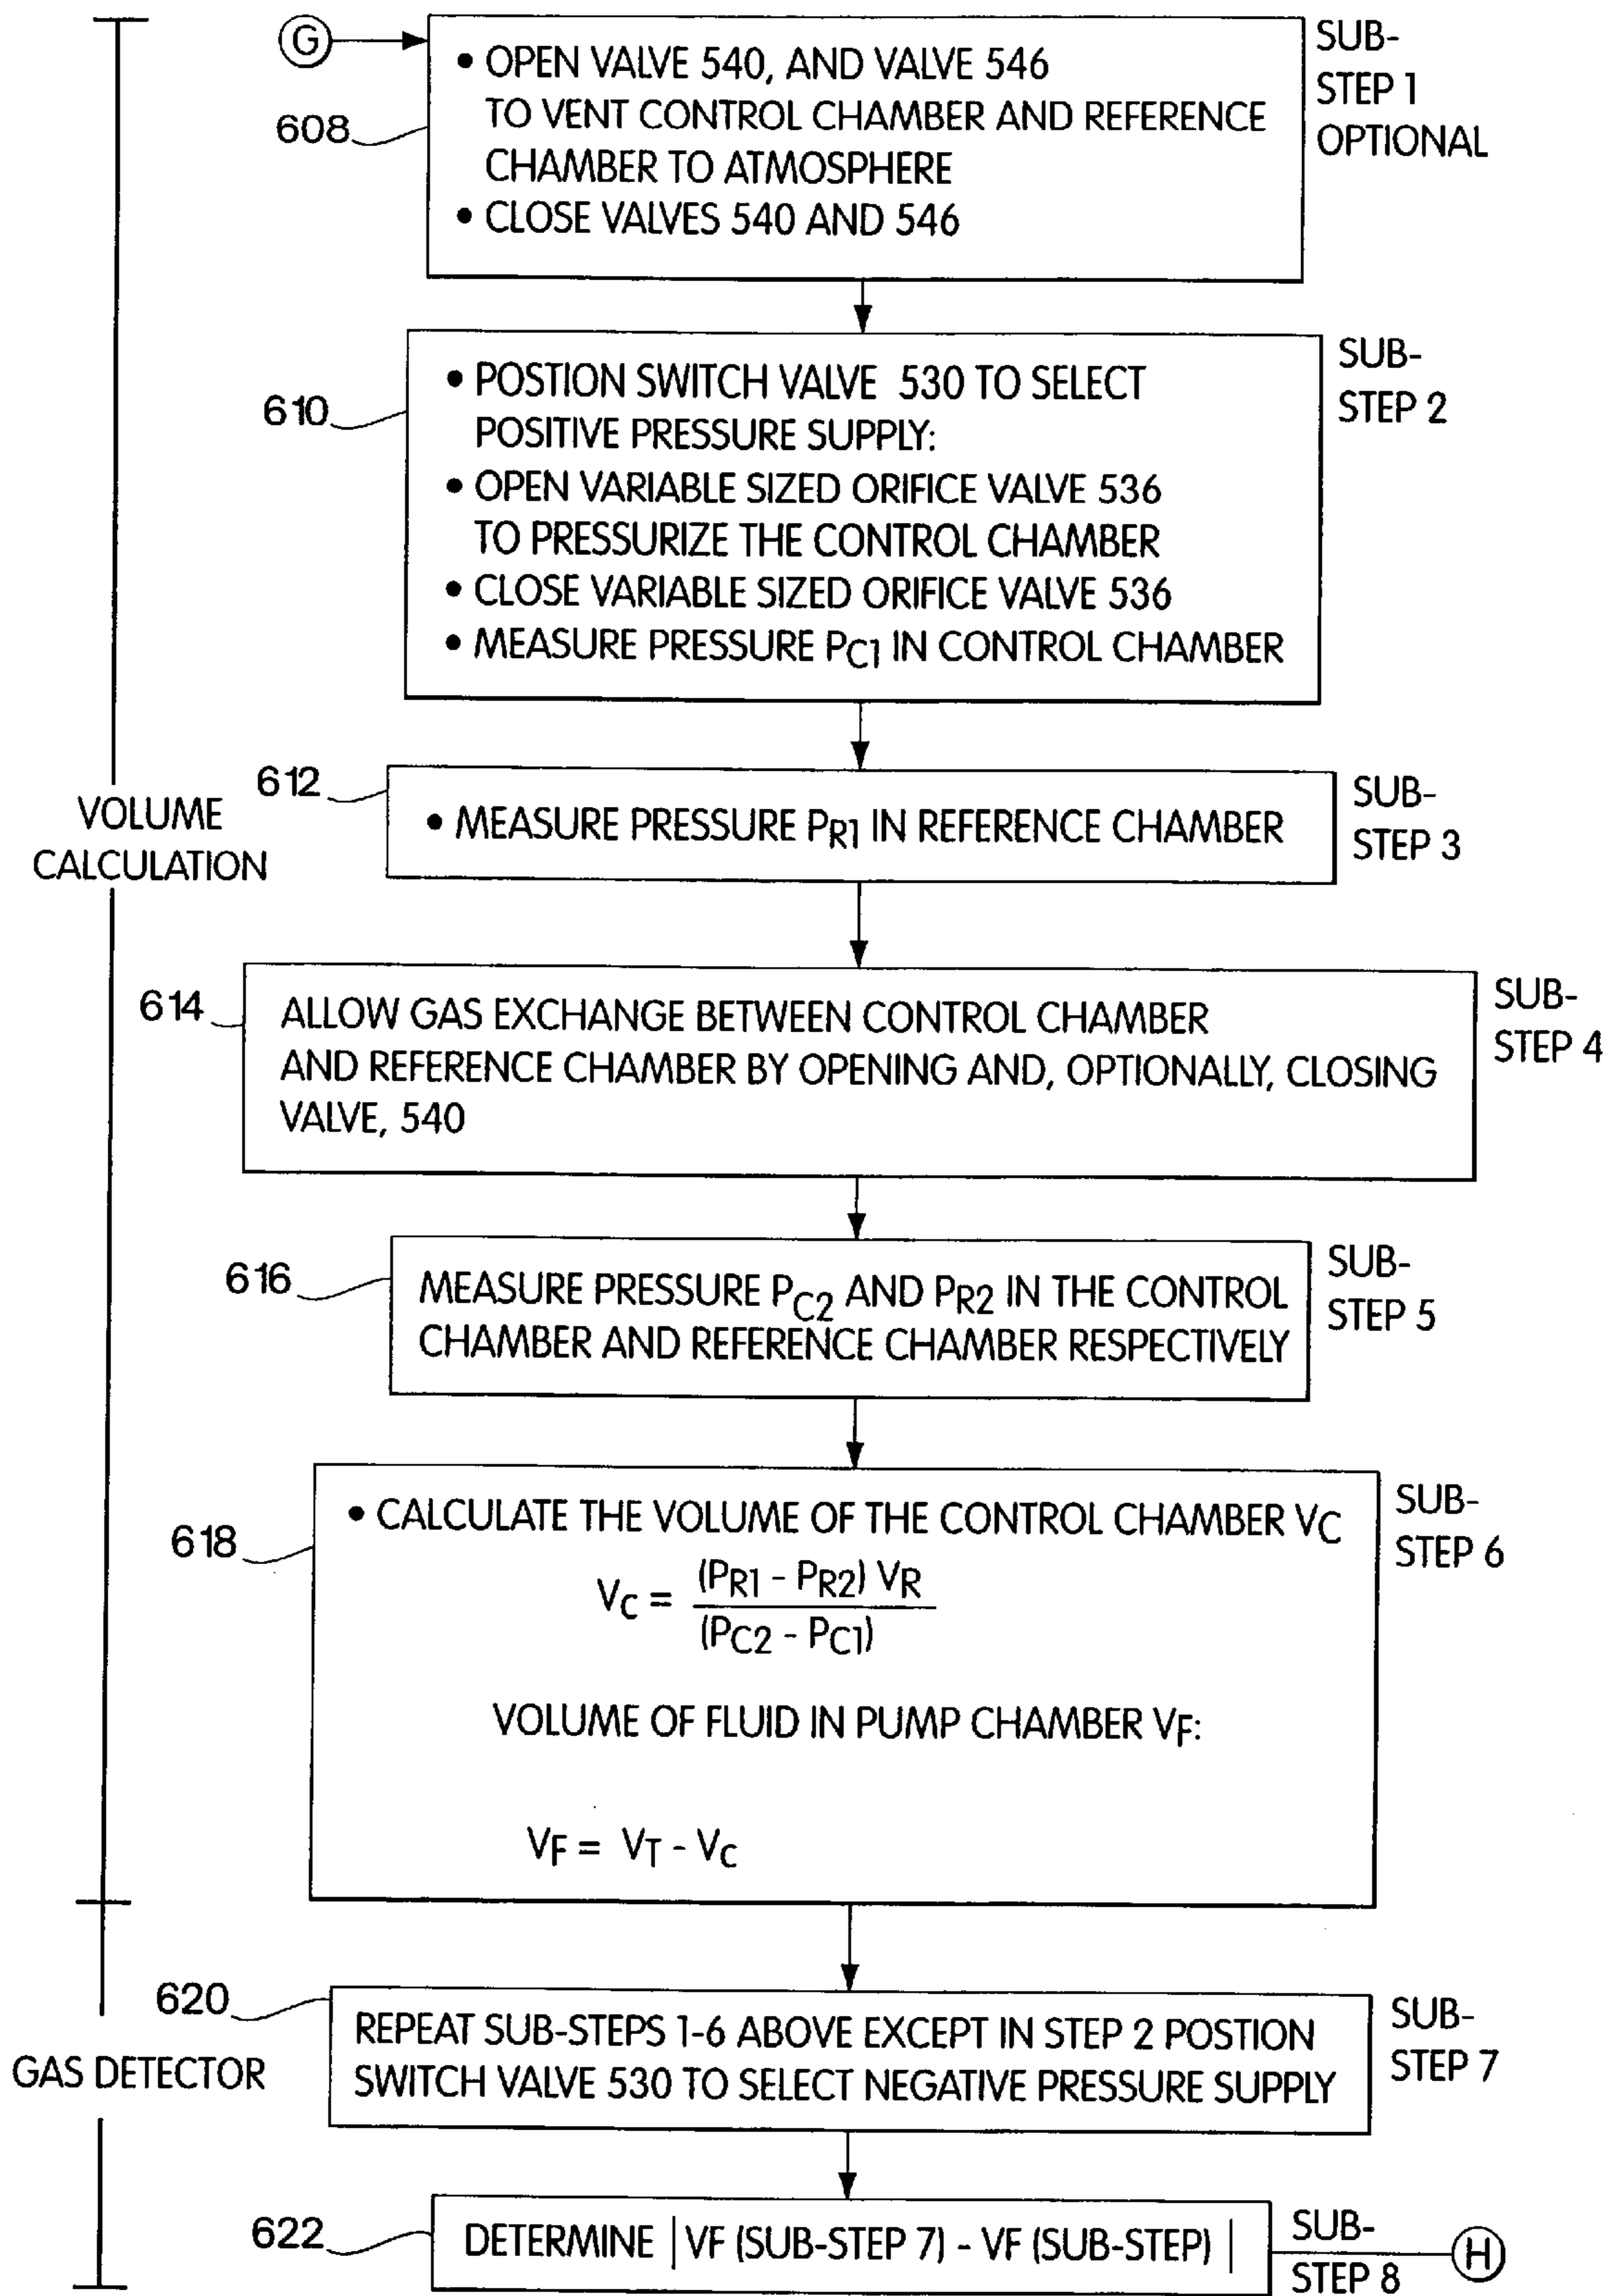 G
608
• OPEN VALVE 540, AND VALVE 546
TO VENT CONTROL CHAMBER AND REFERENCE
CHAMBER TO ATMOSPHERE
• CLOSE VALVES 540 AND 546
SUB-
STEP 1
OPTIONAL
610
• POSTION SWITCH VALVE 530 TO SELECT
POSITIVE PRESSURE SUPPLY:
• OPEN VARIABLE SIZED ORIFICE VALVE 536
TO PRESSURIZE THE CONTROL CHAMBER
• CLOSE VARIABLE SIZED ORIFICE VALVE 536
• MEASURE PRESSURE PC1 IN CONTROL CHAMBER
SUB-
STEP 2
VOLUME
CALCULATION
612
• MEASURE PRESSURE PR1 IN REFERENCE CHAMBER
SUB-
STEP 3
614
ALLOW GAS EXCHANGE BETWEEN CONTROL CHAMBER
AND REFERENCE CHAMBER BY OPENING AND, OPTIONALLY, CLOSING
VALVE, 540
SUB-
STEP 4
616
MEASURE PRESSURE PC2 AND PR2 IN THE CONTROL
CHAMBER AND REFERENCE CHAMBER RESPECTIVELY
SUB-
STEP 5
618
• CALCULATE THE VOLUME OF THE CONTROL CHAMBER VC
VC = (PR1 - PR2) VR
(PC2 - PC1)
VOLUME OF FLUID IN PUMP CHAMBER VF:
VF = VT - VC
SUB-
STEP 6
GAS DETECTOR
620
REPEAT SUB-STEPS 1-6 ABOVE EXCEPT IN STEP 2 POSTION
SWITCH VALVE 530 TO SELECT NEGATIVE PRESSURE SUPPLY
SUB-
STEP 7
622
DETERMINE | VF (SUB-STEP 7) - VF (SUB-STEP) |
SUB-
STEP 8
H